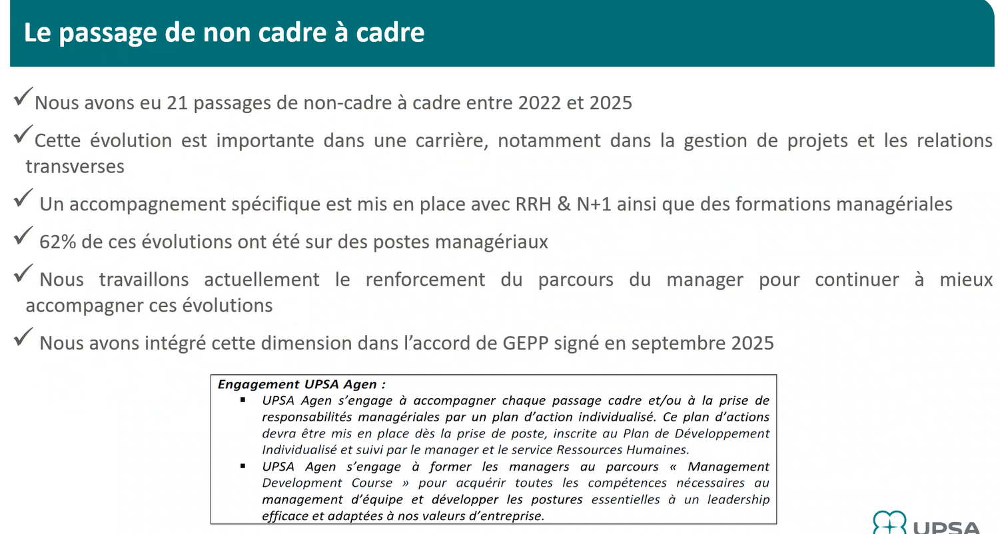 Le passage de non cadre à cadre
✓Nous avons eu 21 passages de non-cadre à cadre entre 2022 et 2025
✓Cette évolution est importante dans une carrière, notamment dans la gestion de projets et les relations
transverses
✓ Un accompagnement spécifique est mis en place avec RRH & N+1 ainsi que des formations managériales
✓ 62% de ces évolutions ont été sur des postes managériaux
✓ Nous travaillons actuellement le renforcement du parcours du manager pour continuer à mieux
accompagner ces évolutions
✓ Nous avons intégré cette dimension dans l’accord de GEPP signé en septembre 2025
Engagement UPSA Agen :
▪ UPSA Agen s’engage à accompagner chaque passage cadre et/ou à la prise de
responsabilités managériales par un plan d’action individualisé. Ce plan d’actions
devra être mis en place dès la prise de poste, inscrite au Plan de Développement
Individualisé et suivi par le manager et le service Ressources Humaines.
▪ UPSA Agen s’engage à former les managers au parcours « Management
Development Course » pour acquérir toutes les compétences nécessaires au
management d’équipe et développer les postures essentielles à un leadership
efficace et adaptées à nos valeurs d’entreprise.
UPSA